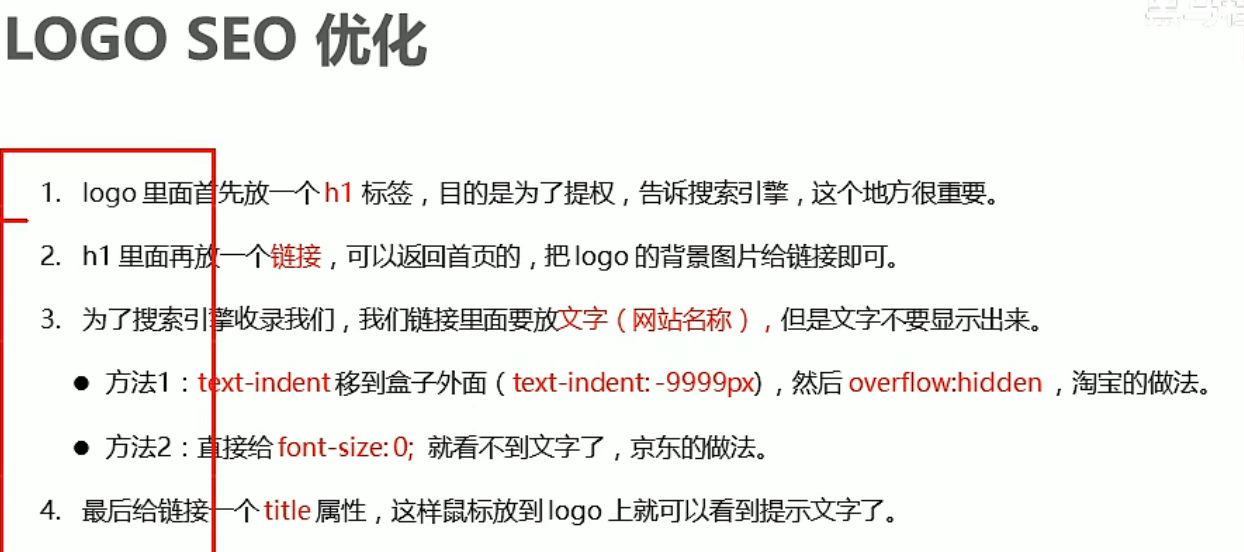 LOGO SEO 优化
1. logo 里面首先放一个 h1 标签，目的是为了提权，告诉搜索引擎，这个地方很重要。
2. h1 里面再放一个链接，可以返回首页的，把 logo 的背景图片给链接即可。
3. 为了搜索引擎收录我们，我们链接里面要放文字（网站名称），但是文字不要显示出来。
● 方法1：text-indent 移到盒子外面（text-indent: -9999px)，然后 overflow:hidden ，淘宝的做法。
● 方法2：直接给 font-size: 0; 就看不到文字了，京东的做法。
4. 最后给链接一个 title 属性，这样鼠标放到 logo 上就可以看到提示文字了。